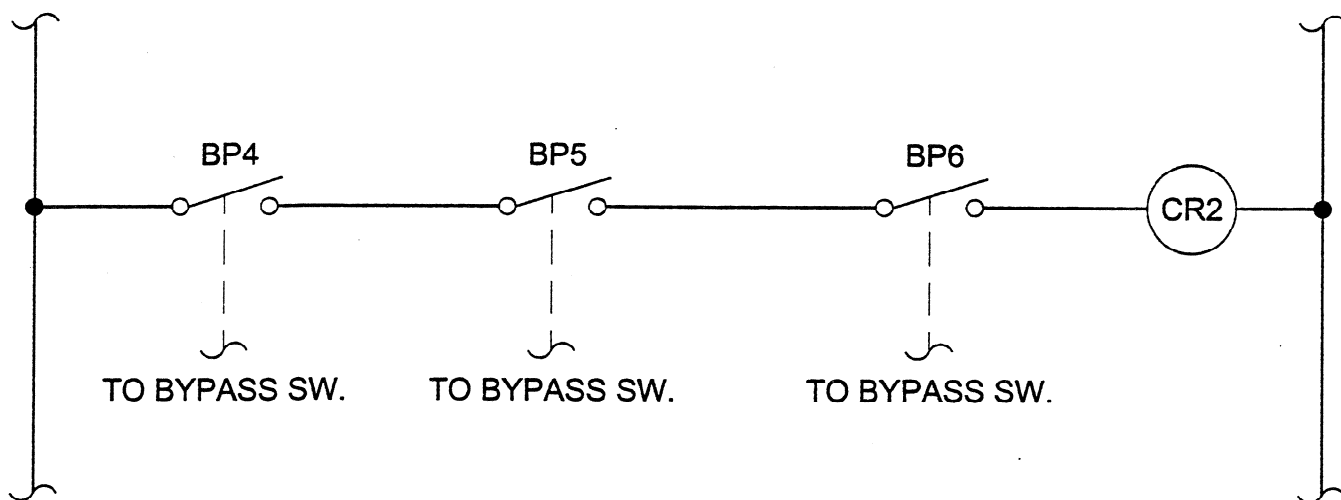 BP4 BP5 BP6
CR2
TO BYPASS SW. TO BYPASS SW. TO BYPASS SW.